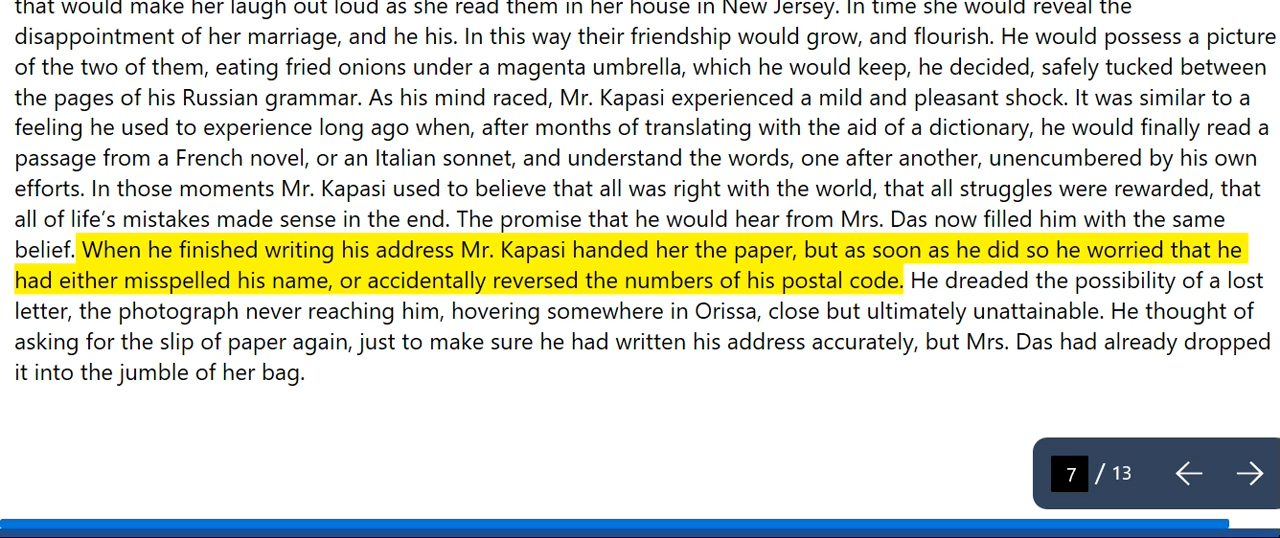 that would make her laugh out loud as she read them in her house in New Jersey. In time she would reveal the
disappointment of her marriage, and he his. In this way their friendship would grow, and flourish. He would possess a picture
of the two of them, eating fried onions under a magenta umbrella, which he would keep, he decided, safely tucked between
the pages of his Russian grammar. As his mind raced, Mr. Kapasi experienced a mild and pleasant shock. It was similar to a
feeling he used to experience long ago when, after months of translating with the aid of a dictionary, he would finally read a
passage from a French novel, or an Italian sonnet, and understand the words, one after another, unencumbered by his own
efforts. In those moments Mr. Kapasi used to believe that all was right with the world, that all struggles were rewarded, that
all of life’s mistakes made sense in the end. The promise that he would hear from Mrs. Das now filled him with the same
belief. When he finished writing his address Mr. Kapasi handed her the paper, but as soon as he did so he worried that he
had either misspelled his name, or accidentally reversed the numbers of his postal code. He dreaded the possibility of a lost
letter, the photograph never reaching him, hovering somewhere in Orissa, close but ultimately unattainable. He thought of
asking for the slip of paper again, just to make sure he had written his address accurately, but Mrs. Das had already dropped
it into the jumble of her bag.
7 / 13